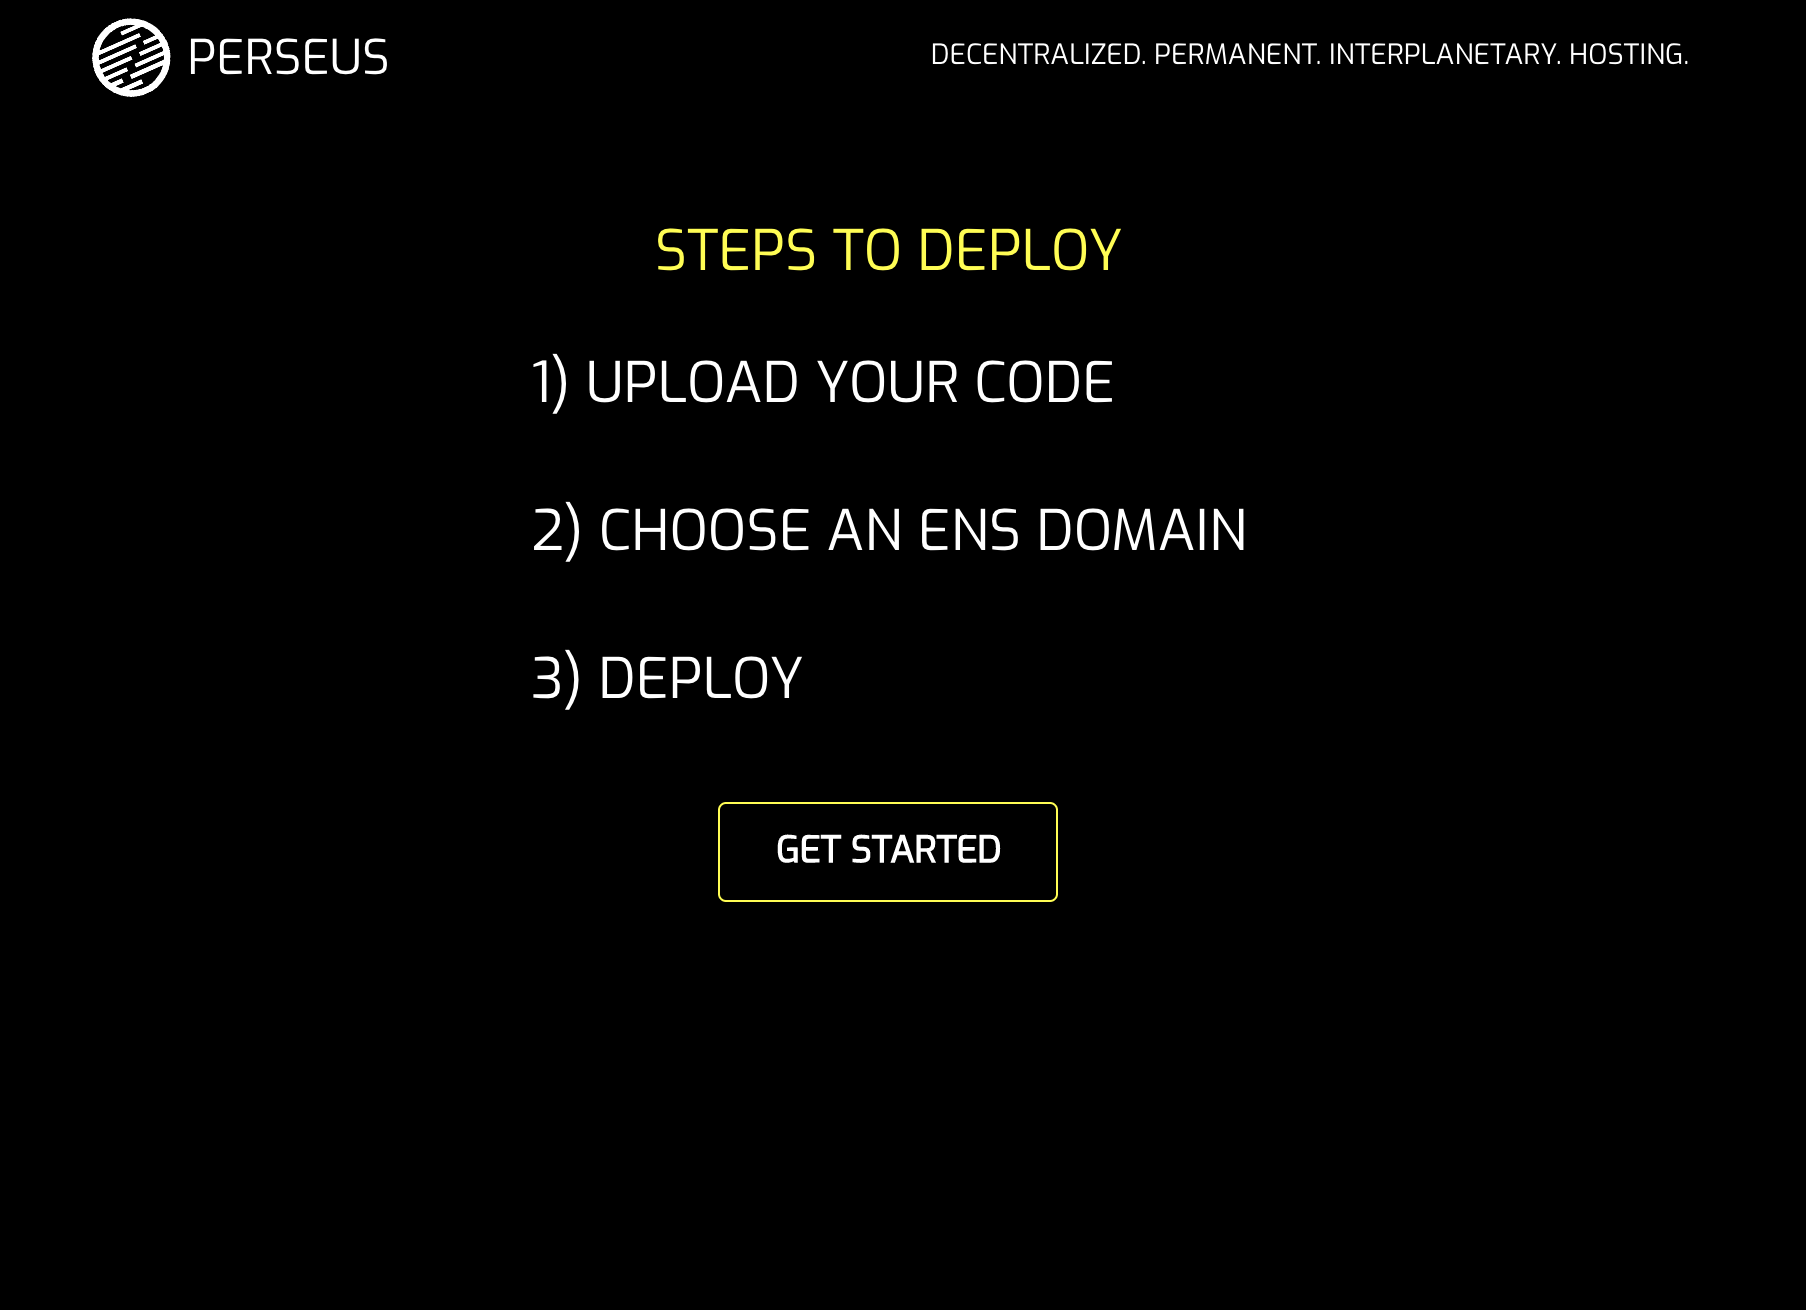 PERSEUS
DECENTRALIZED. PERMANENT. INTERPLANETARY. HOSTING.
STEPS TO DEPLOY
1) UPLOAD YOUR CODE
2) CHOOSE AN ENS DOMAIN
3) DEPLOY
GET STARTED